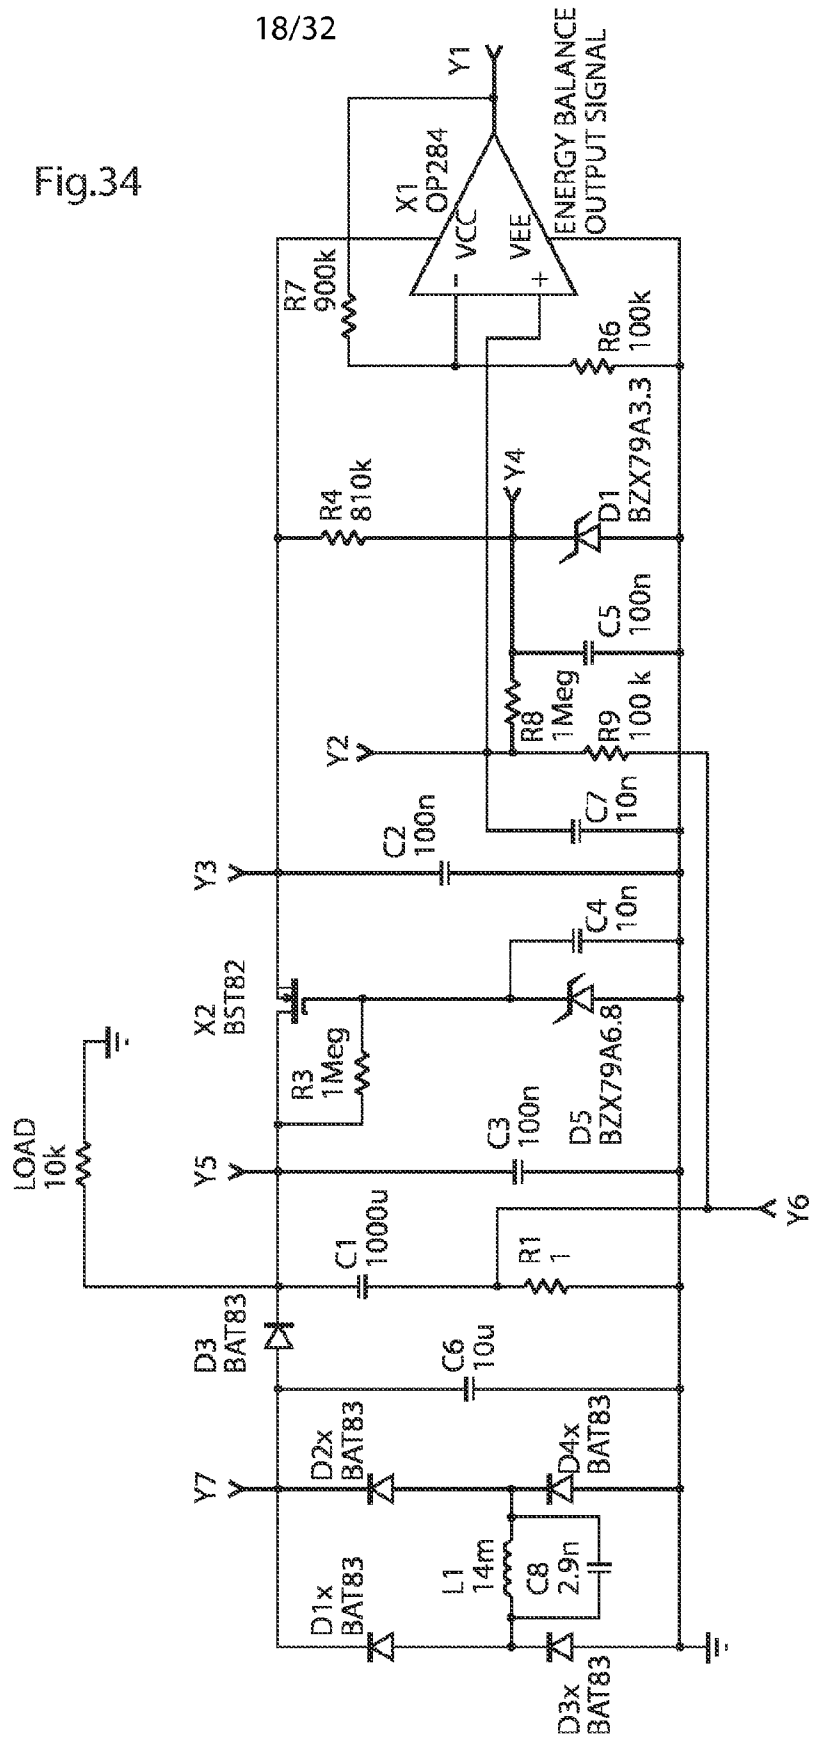 18/32
Fig.34
Y1
ENERGY BALANCE
OUTPUT SIGNAL
X1
OP284
VCC
VEE
-
+
R7
900k
R6
100k
R4
810k
Y4
D1
BZX79A3.3
C5
100n
R8
1Meg
R9
100 k
Y2
C7
10n
C2
100n
Y3
C4
10n
X2
BST82
R3
1Meg
D5
BZX79A6.8
LOAD
10k
Y5
C3
100n
Y6
C1
1000u
R1
1
D3
BAT83
C6
10u
Y7
D2x
BAT83
D4x
BAT83
L1
14m
C8
2.9n
D1x
BAT83
D3x
BAT83